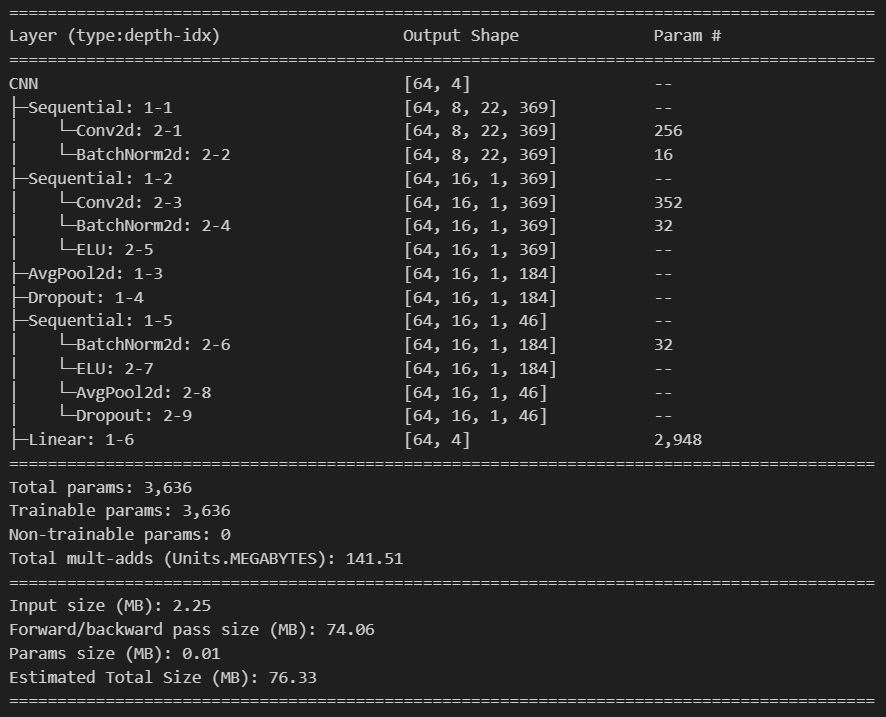 ==========================================================================================
Layer (type:depth-idx)                   Output Shape              Param #
==========================================================================================
CNN                                      [64, 4]                   --
├─Sequential: 1-1                        [64, 8, 22, 369]          --
│    └─Conv2d: 2-1                       [64, 8, 22, 369]          256
│    └─BatchNorm2d: 2-2                  [64, 8, 22, 369]          16
├─Sequential: 1-2                        [64, 16, 1, 369]          --
│    └─Conv2d: 2-3                       [64, 16, 1, 369]          352
│    └─BatchNorm2d: 2-4                  [64, 16, 1, 369]          32
│    └─ELU: 2-5                          [64, 16, 1, 369]          --
├─AvgPool2d: 1-3                         [64, 16, 1, 184]          --
├─Dropout: 1-4                           [64, 16, 1, 184]          --
├─Sequential: 1-5                        [64, 16, 1, 46]           --
│    └─BatchNorm2d: 2-6                  [64, 16, 1, 184]          32
│    └─ELU: 2-7                          [64, 16, 1, 184]          --
│    └─AvgPool2d: 2-8                    [64, 16, 1, 46]           --
│    └─Dropout: 2-9                      [64, 16, 1, 46]           --
├─Linear: 1-6                            [64, 4]                   2,948
==========================================================================================
Total params: 3,636
Trainable params: 3,636
Non-trainable params: 0
Total mult-adds (Units.MEGABYTES): 141.51
==========================================================================================
Input size (MB): 2.25
Forward/backward pass size (MB): 74.06
Params size (MB): 0.01
Estimated Total Size (MB): 76.33
==========================================================================================